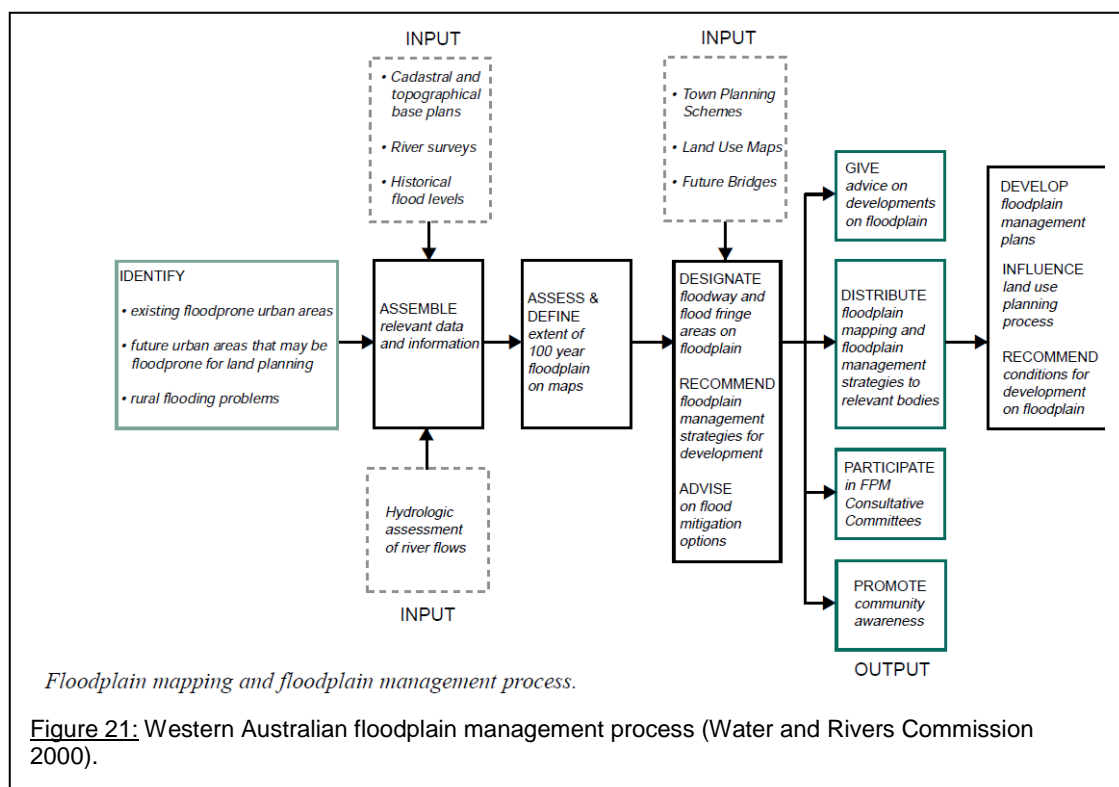 INPUT
• Cadastral and
topographical
base plans
• River surveys
• Historical
flood levels
INPUT
• Town Planning
Schemes
• Land Use Maps
• Future Bridges
IDENTIFY
• existing floodprone urban areas
• future urban areas that may be
floodprone for land planning
• rural flooding problems
ASSEMBLE
relevant data
and information
Hydrologic
assessment
of river flows
INPUT
ASSESS &
DEFINE
extent of
100 year
floodplain
on maps
DESIGNATE
floodway and
flood fringe
areas on
floodplain
RECOMMEND
floodplain
management
strategies for
development
ADVISE
on flood
mitigation
options
GIVE
advice on
developments
on floodplain
DISTRIBUTE
floodplain
mapping and
floodplain
management
strategies to
relevant bodies
PARTICIPATE
in FPM
Consultative
Committees
PROMOTE
community
awareness
OUTPUT
DEVELOP
floodplain
management
plans
INFLUENCE
land use
planning
process
RECOMMEND
conditions for
development
on floodplain
Floodplain mapping and floodplain management process.
Figure 21: Western Australian floodplain management process (Water and Rivers Commission
2000).